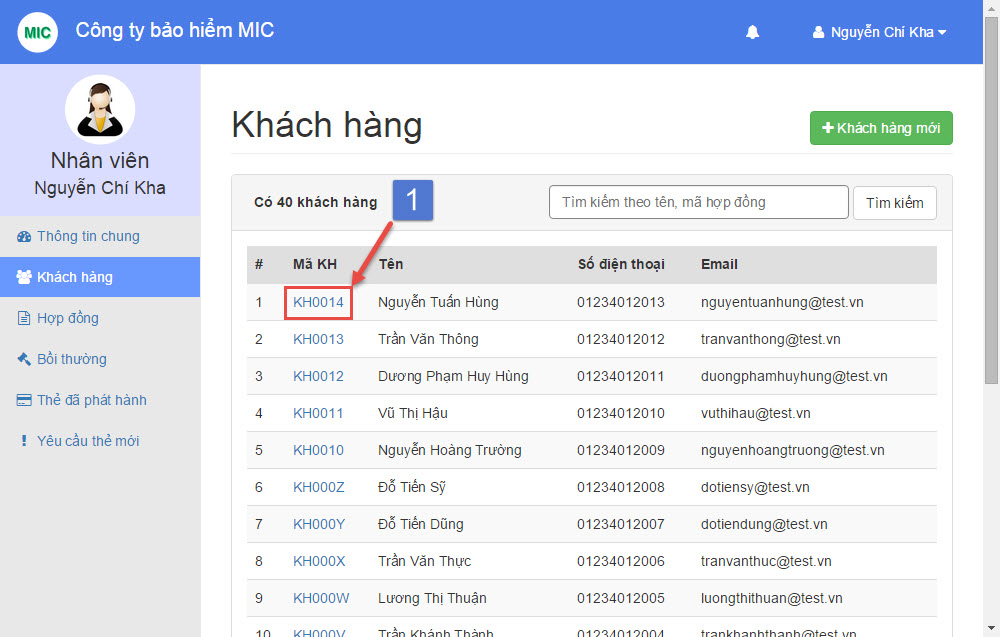 MIC
Công ty bảo hiểm MIC
Nguyễn Chí Kha
Nhân viên
Nguyễn Chí Kha
Thông tin chung
Khách hàng
Hợp đồng
Bồi thường
Thẻ đã phát hành
Yêu cầu thẻ mới
Khách hàng
Khách hàng mới
Có 40 khách hàng
1
Tìm kiếm theo tên, mã hợp đồng
Tìm kiếm
# Mã KH Tên Số điện thoại Email
1 KH0014 Nguyễn Tuấn Hùng 01234012013 nguyentuanhung@test.vn
2 KH0013 Trần Văn Thông 01234012012 tranvanthong@test.vn
3 KH0012 Dương Phạm Huy Hùng 01234012011 duongphamhuyhung@test.vn
4 KH0011 Vũ Thị Hậu 01234012010 vuthihau@test.vn
5 KH0010 Nguyễn Hoàng Trường 01234012009 nguyenhoangtruong@test.vn
6 KH000Z Đỗ Tiến Sỹ 01234012008 dotiensy@test.vn
7 KH000Y Đỗ Tiến Dũng 01234012007 dotiendung@test.vn
8 KH000X Trần Văn Thực 01234012006 tranvanthuc@test.vn
9 KH000W Lương Thị Thuận 01234012005 luongthithuan@test.vn
10 KH000V Trần Khánh Thành 01234012004 trankhanhthanh@test.vn